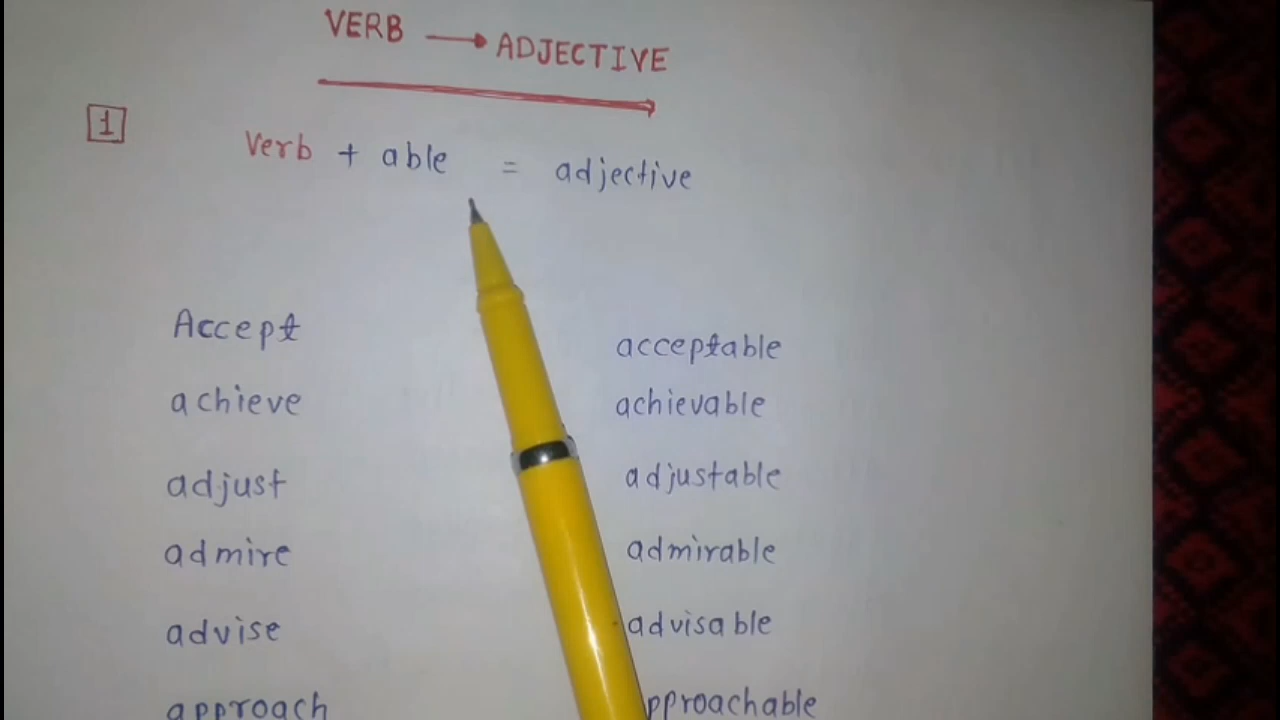 VERB → ADJECTIVE
1
Verb + able = adjective
Accept acceptable
achieve achievable
adjust adjustable
admire admirable
advise advisable
approach pproachable